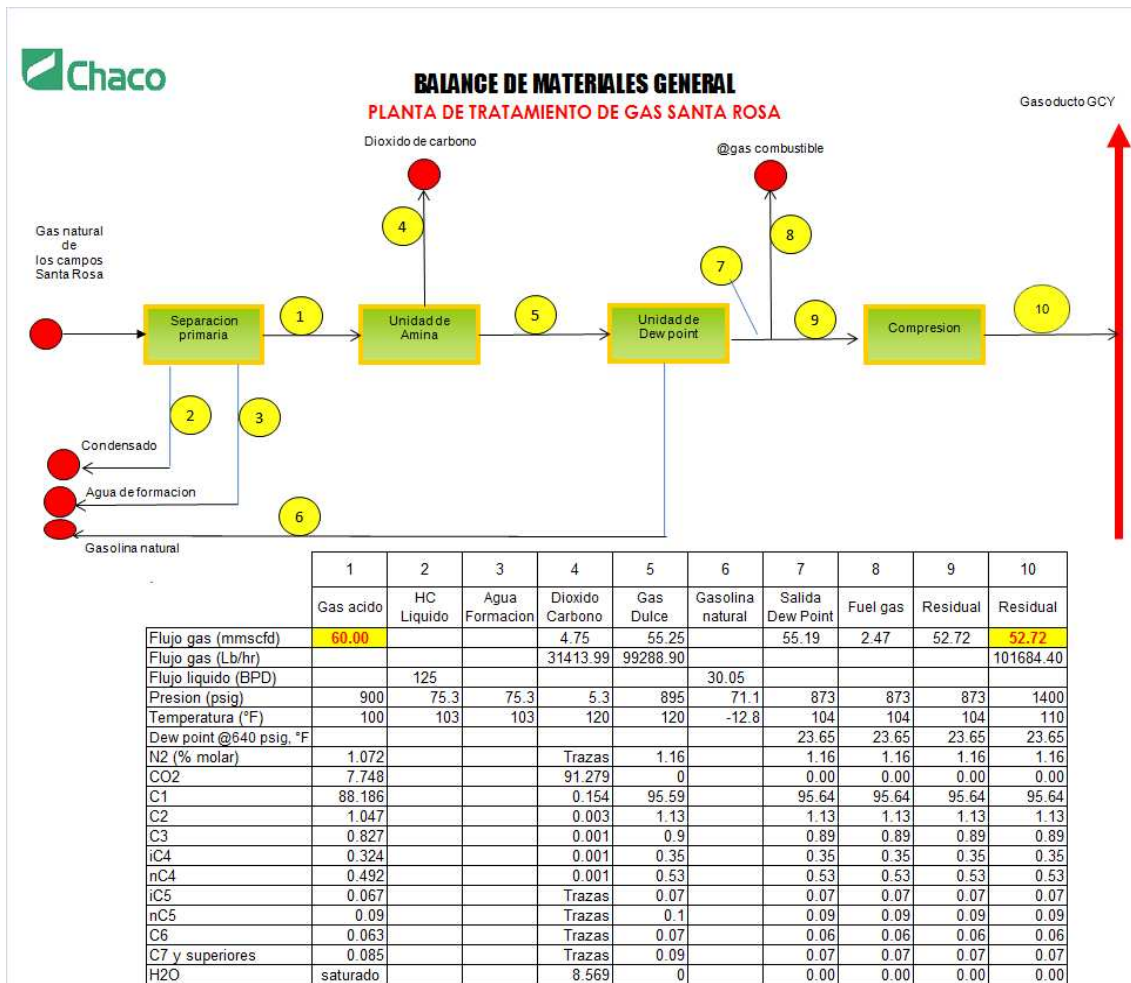 Chaco
BALANCE DE MATERIALES GENERAL
PLANTA DE TRATAMIENTO DE GAS SANTA ROSA
Gasoducto GCY
Dioxido de carbono
@gas combustible
Gas natural
de
los campos
Santa Rosa
4
8
7
Separacion
primaria
1
Unidad de
Amina
5
Unidad de
Dew point
9
Compresion
10
2
3
Condensado
Agua de formacion
6
Gasolina natural
1 2 3 4 5 6 7 8 9 10
Gas acido HC Liquido Agua Formacion Dioxido Carbono Gas Dulce Gasolina natural Salida Dew Point Fuel gas Residual Residual
Flujo gas (mmscfd) 60.00 4.75 55.25 55.19 2.47 52.72 52.72
Flujo gas (Lb/hr) 31413.99 99288.90 101684.40
Flujo liquido (BPD) 125 30.05
Presion (psig) 900 75.3 75.3 5.3 895 71.1 873 873 873 1400
Temperatura (°F) 100 103 103 120 120 -12.8 104 104 104 110
Dew point @640 psig, °F 23.65 23.65 23.65 23.65
N2 (% molar) 1.072 Trazas 1.16 1.16 1.16 1.16 1.16
CO2 7.748 91.279 0 0.00 0.00 0.00 0.00
C1 88.186 0.154 95.59 95.64 95.64 95.64 95.64
C2 1.047 0.003 1.13 1.13 1.13 1.13 1.13
C3 0.827 0.001 0.9 0.89 0.89 0.89 0.89
iC4 0.324 0.001 0.35 0.35 0.35 0.35 0.35
nC4 0.492 0.001 0.53 0.53 0.53 0.53 0.53
iC5 0.067 Trazas 0.07 0.07 0.07 0.07 0.07
nC5 0.09 Trazas 0.1 0.09 0.09 0.09 0.09
C6 0.063 Trazas 0.07 0.06 0.06 0.06 0.06
C7 y superiores 0.085 Trazas 0.09 0.07 0.07 0.07 0.07
H2O saturado 8.569 0 0.00 0.00 0.00 0.00